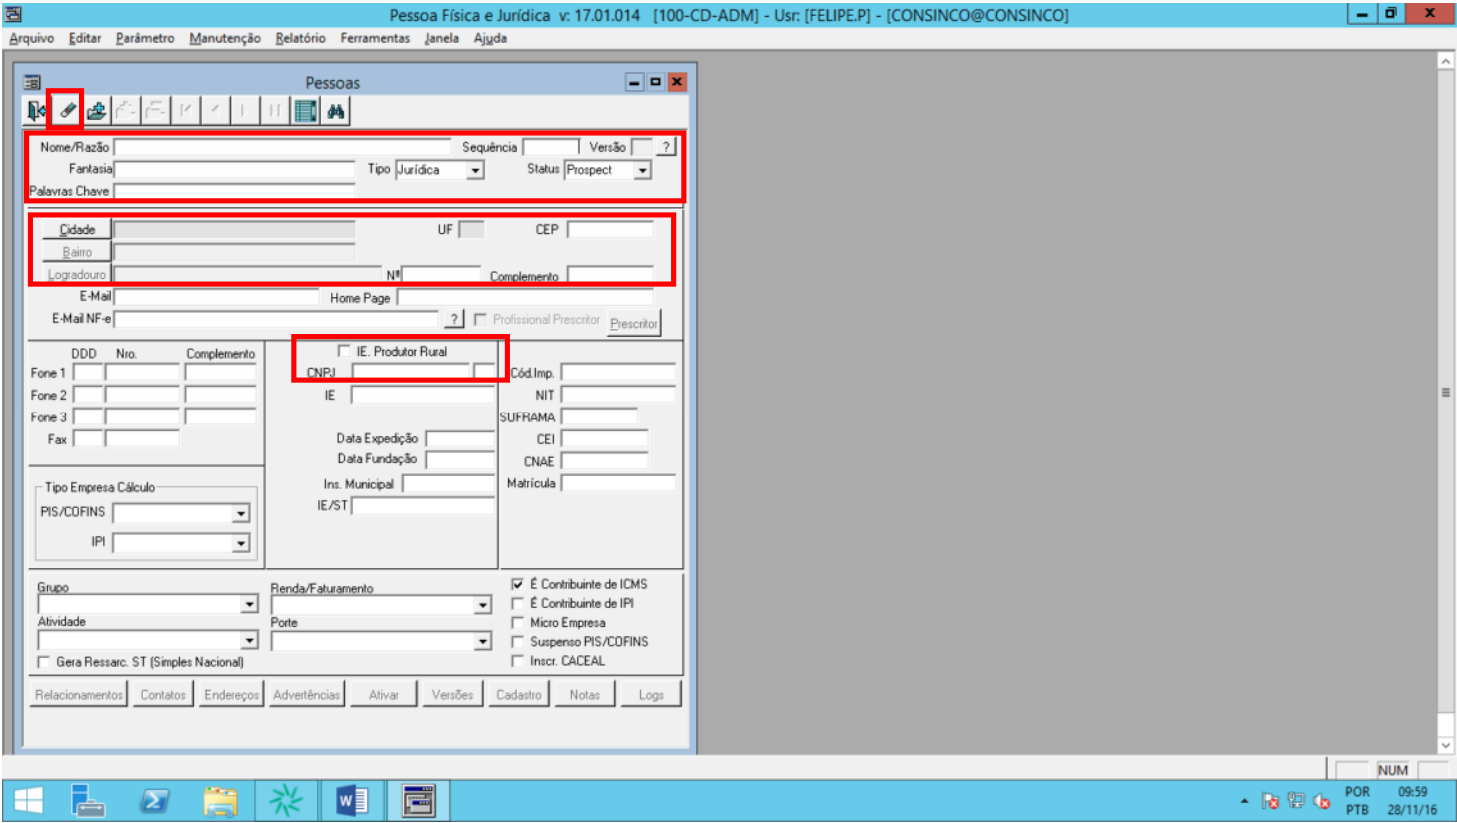 Pessoa Física e Jurídica v: 17.01.014 [100-CD-ADM] - Usr: [FELIPE.P] - [CONSINCO@CONSINCO]
Arquivo Editar Parâmetro Manutenção Relatório Ferramentas Janela Ajuda
Pessoas
Nome/Razão Sequência Versão ?
Fantasia Tipo Jurídica Status Prospect
Palavras Chave
Cidade UF CEP
Bairro
Logradouro Nº Complemento
E-Mail Home Page
E-Mail NF-e ? Profissional Prescritor Prescritor
DDD Nro. Complemento IE. Produtor Rural
Fone 1 CNPJ Cód.Imp.
Fone 2 IE NIT
Fone 3 SUFRAMA
Fax Data Expedição CEI
Data Fundação CNAE
Tipo Empresa Cálculo Ins. Municipal Matrícula
PIS/COFINS IE/ST
IPI
Grupo Renda/Faturamento É Contribuinte de ICMS
É Contribuinte de IPI
Atividade Porte Micro Empresa
Suspenso PIS/COFINS
Gera Ressarc. ST (Simples Nacional) Inscr. CACEAL
Relacionamentos Contatos Endereços Advertências Ativar Versões Cadastro Notas Logs
NUM
POR 09:59
PTB 28/11/16